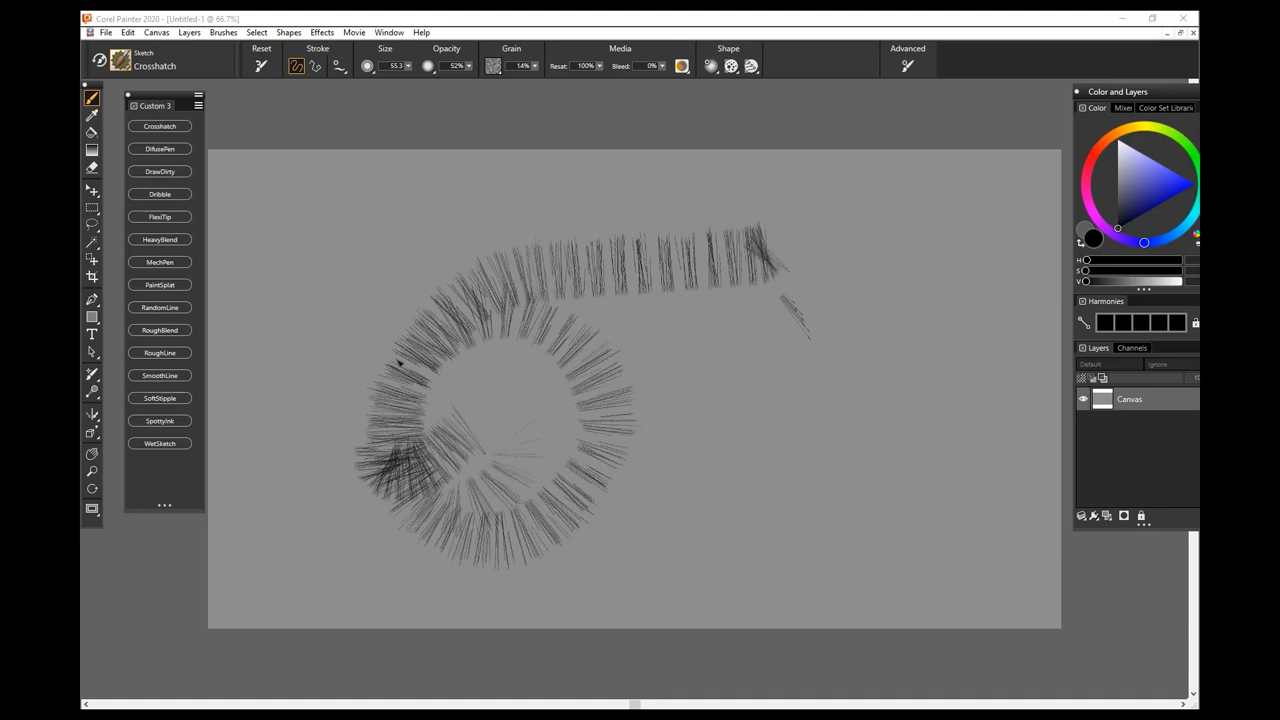 Corel Painter 2020 - [Untitled-1 @ 66.7%]
File Edit Canvas Layers Brushes Select Shapes Effects Movie Window Help
Sketch
Crosshatch
Reset Stroke Size Opacity Grain Media Shape Advanced
55.3 52% 14% Resat: 100% Bleed: 0%
Custom 3
Crosshatch
DifusePen
DrawDirty
Dribble
FlexiTip
HeavyBlend
MechPen
PaintSplat
RandomLine
RoughBlend
RoughLine
SmoothLine
SoftStipple
SpottyInk
WetSketch
Color and Layers
Color Mixer Color Set Librari
H
S
V
Harmonies
Layers Channels
Default Ignore
Canvas